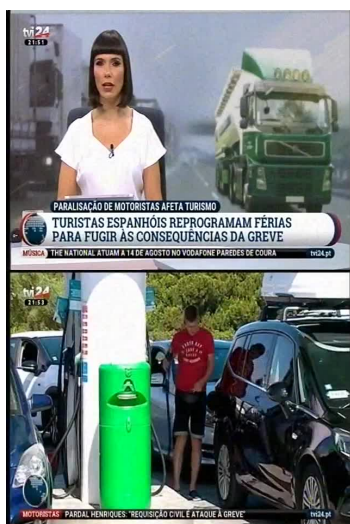 tvi24
21:51
PARALISAÇÃO DE MOTORISTAS AFETA TURISMO
TURISTAS ESPANHÓIS REPROGRAMAM FÉRIAS
PARA FUGIR ÀS CONSEQUÊNCIAS DA GREVE
MÚSICA THE NATIONAL ATUAM A 14 DE AGOSTO NO VODAFONE PAREDES DE COURA tvi24.pt
tvi24
21:53
MOTORISTAS PARDAL HENRIQUES: "REQUISIÇÃO CIVIL É ATAQUE À GREVE" tvi24.pt